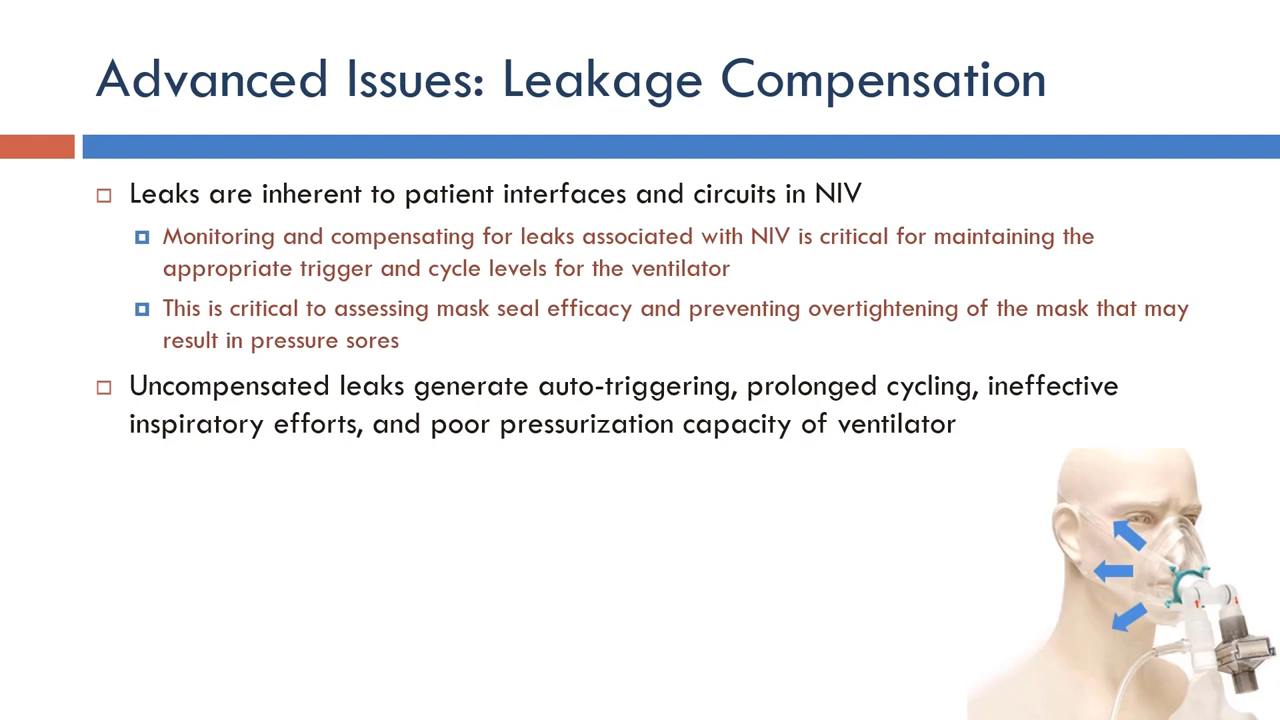 Advanced Issues: Leakage Compensation
Leaks are inherent to patient interfaces and circuits in NIV
Monitoring and compensating for leaks associated with NIV is critical for maintaining the
appropriate trigger and cycle levels for the ventilator
This is critical to assessing mask seal efficacy and preventing overtightening of the mask that may
result in pressure sores
Uncompensated leaks generate auto-triggering, prolonged cycling, ineffective
inspiratory efforts, and poor pressurization capacity of ventilator